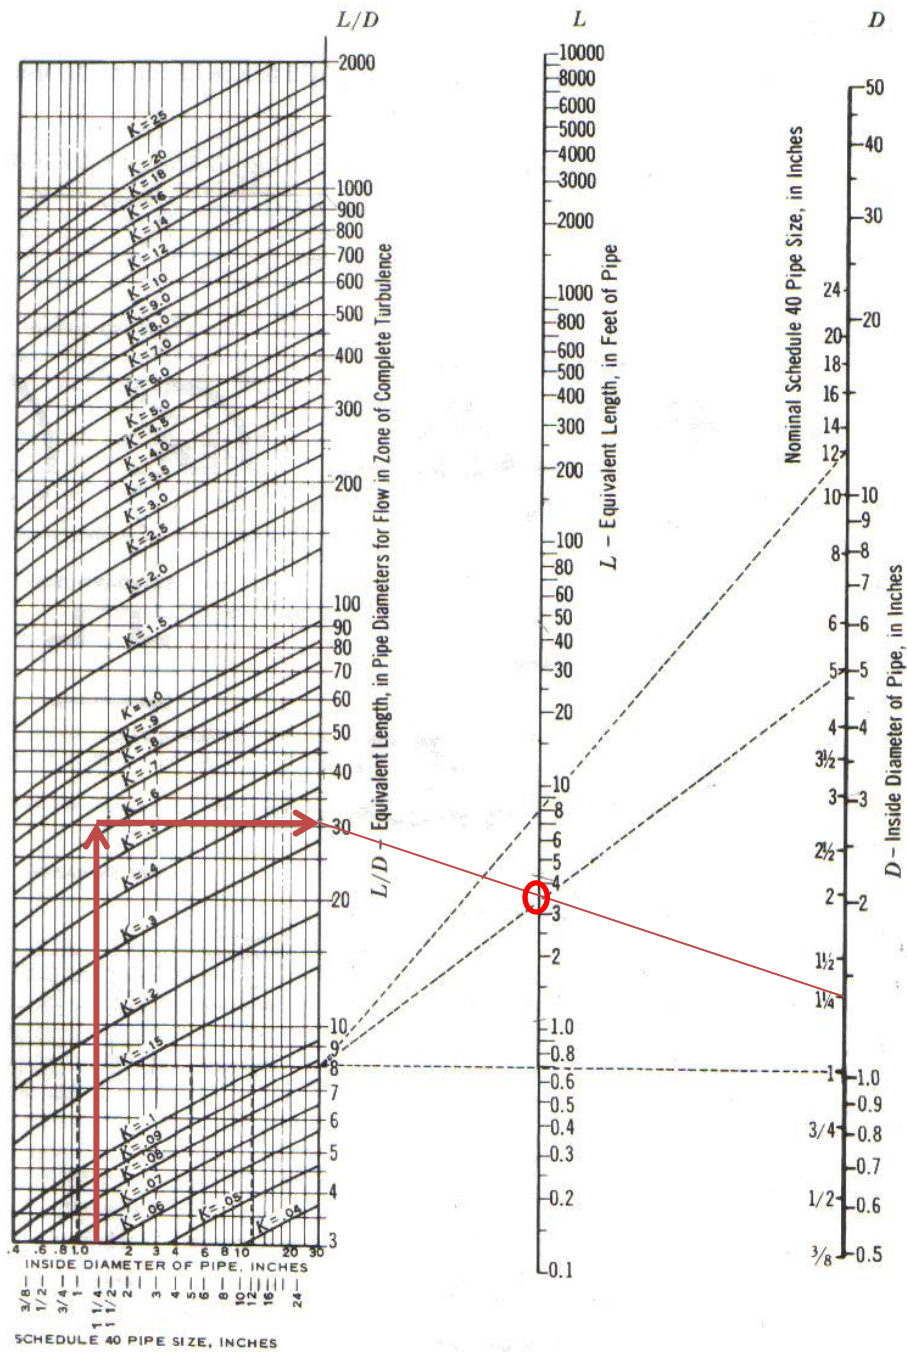 L/D
L
D
2000
1000
900
800
700
600
500
400
300
200
100
90
80
70
60
50
40
30
20
10
9
8
7
6
5
4
3
K = 25
K = 20
K = 18
K = 16
K = 14
K = 12
K = 10
K = 9.0
K = 8.0
K = 7.0
K = 6.0
K = 5.0
K = 4.5
K = 4.0
K = 3.5
K = 3.0
K = 2.5
K = 2.0
K = 1.5
K = 1.0
K = .9
K = .8
K = .7
K = .6
K = .5
K = .4
K = .3
K = .2
K = .15
K = .1
K = .09
K = .08
K = .07
K = .06
K = .05
K = .04
L/D – Equivalent Length, in Pipe Diameters for Flow in Zone of Complete Turbulence
10000
8000
6000
5000
4000
3000
2000
1000
800
600
500
400
300
200
100
80
60
50
40
30
20
10
8
6
5
4
3
2
1.0
0.8
0.6
0.5
0.4
0.3
0.2
0.1
L – Equivalent Length, in Feet of Pipe
Nominal Schedule 40 Pipe Size, in Inches
24
20
18
16
14
12
10
8
6
5
4
3½
3
2½
2
1½
1¼
1
3/4
1/2
3/8
50
40
30
20
10
9
8
7
6
5
4
3
2
1.0
0.9
0.8
0.7
0.6
0.5
D – Inside Diameter of Pipe, in Inches
.4 .6 .8 1.0 2 3 4 6 8 10 20 30
INSIDE DIAMETER OF PIPE, INCHES
3/8 1/2 3/4 1 1 1/4 1 1/2 2 3 4 5 6 8 10 12 16 24
SCHEDULE 40 PIPE SIZE, INCHES